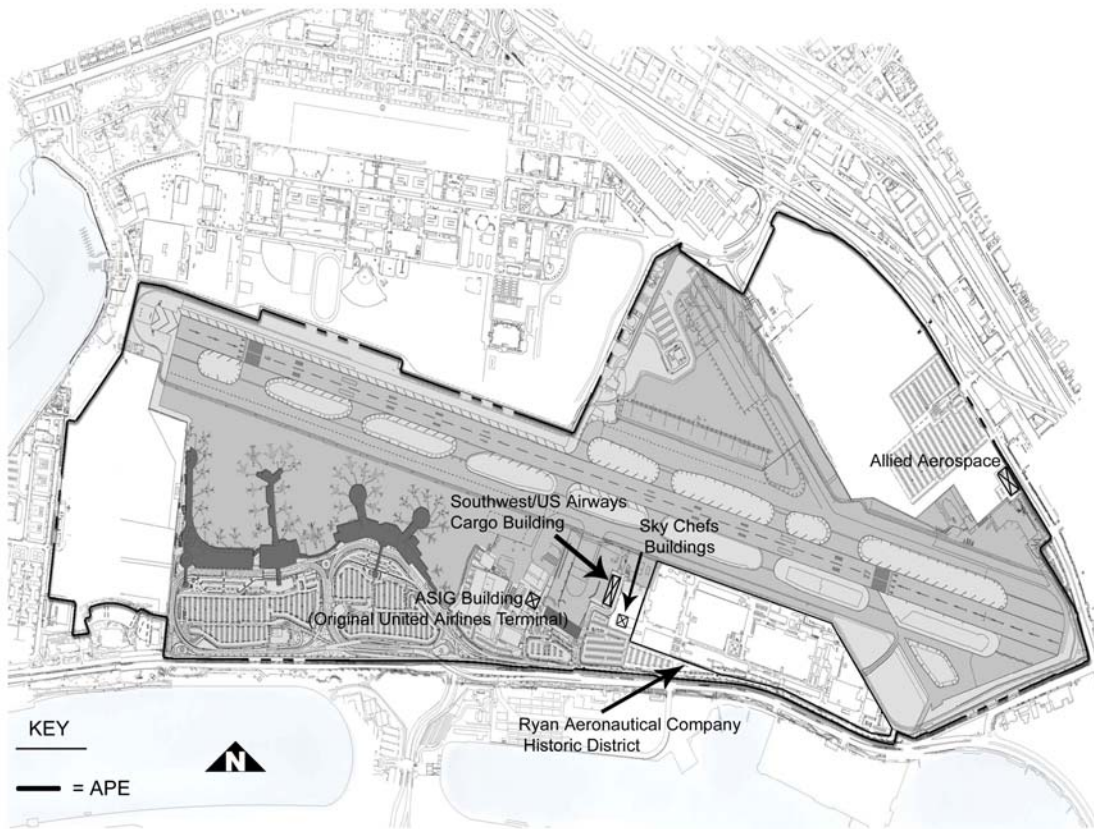 Allied Aerospace
Southwest/US Airways
Cargo Building
Sky Chefs
Buildings
ASIG Building
(Original United Airlines Terminal)
Ryan Aeronautical Company
Historic District
KEY
N
= APE